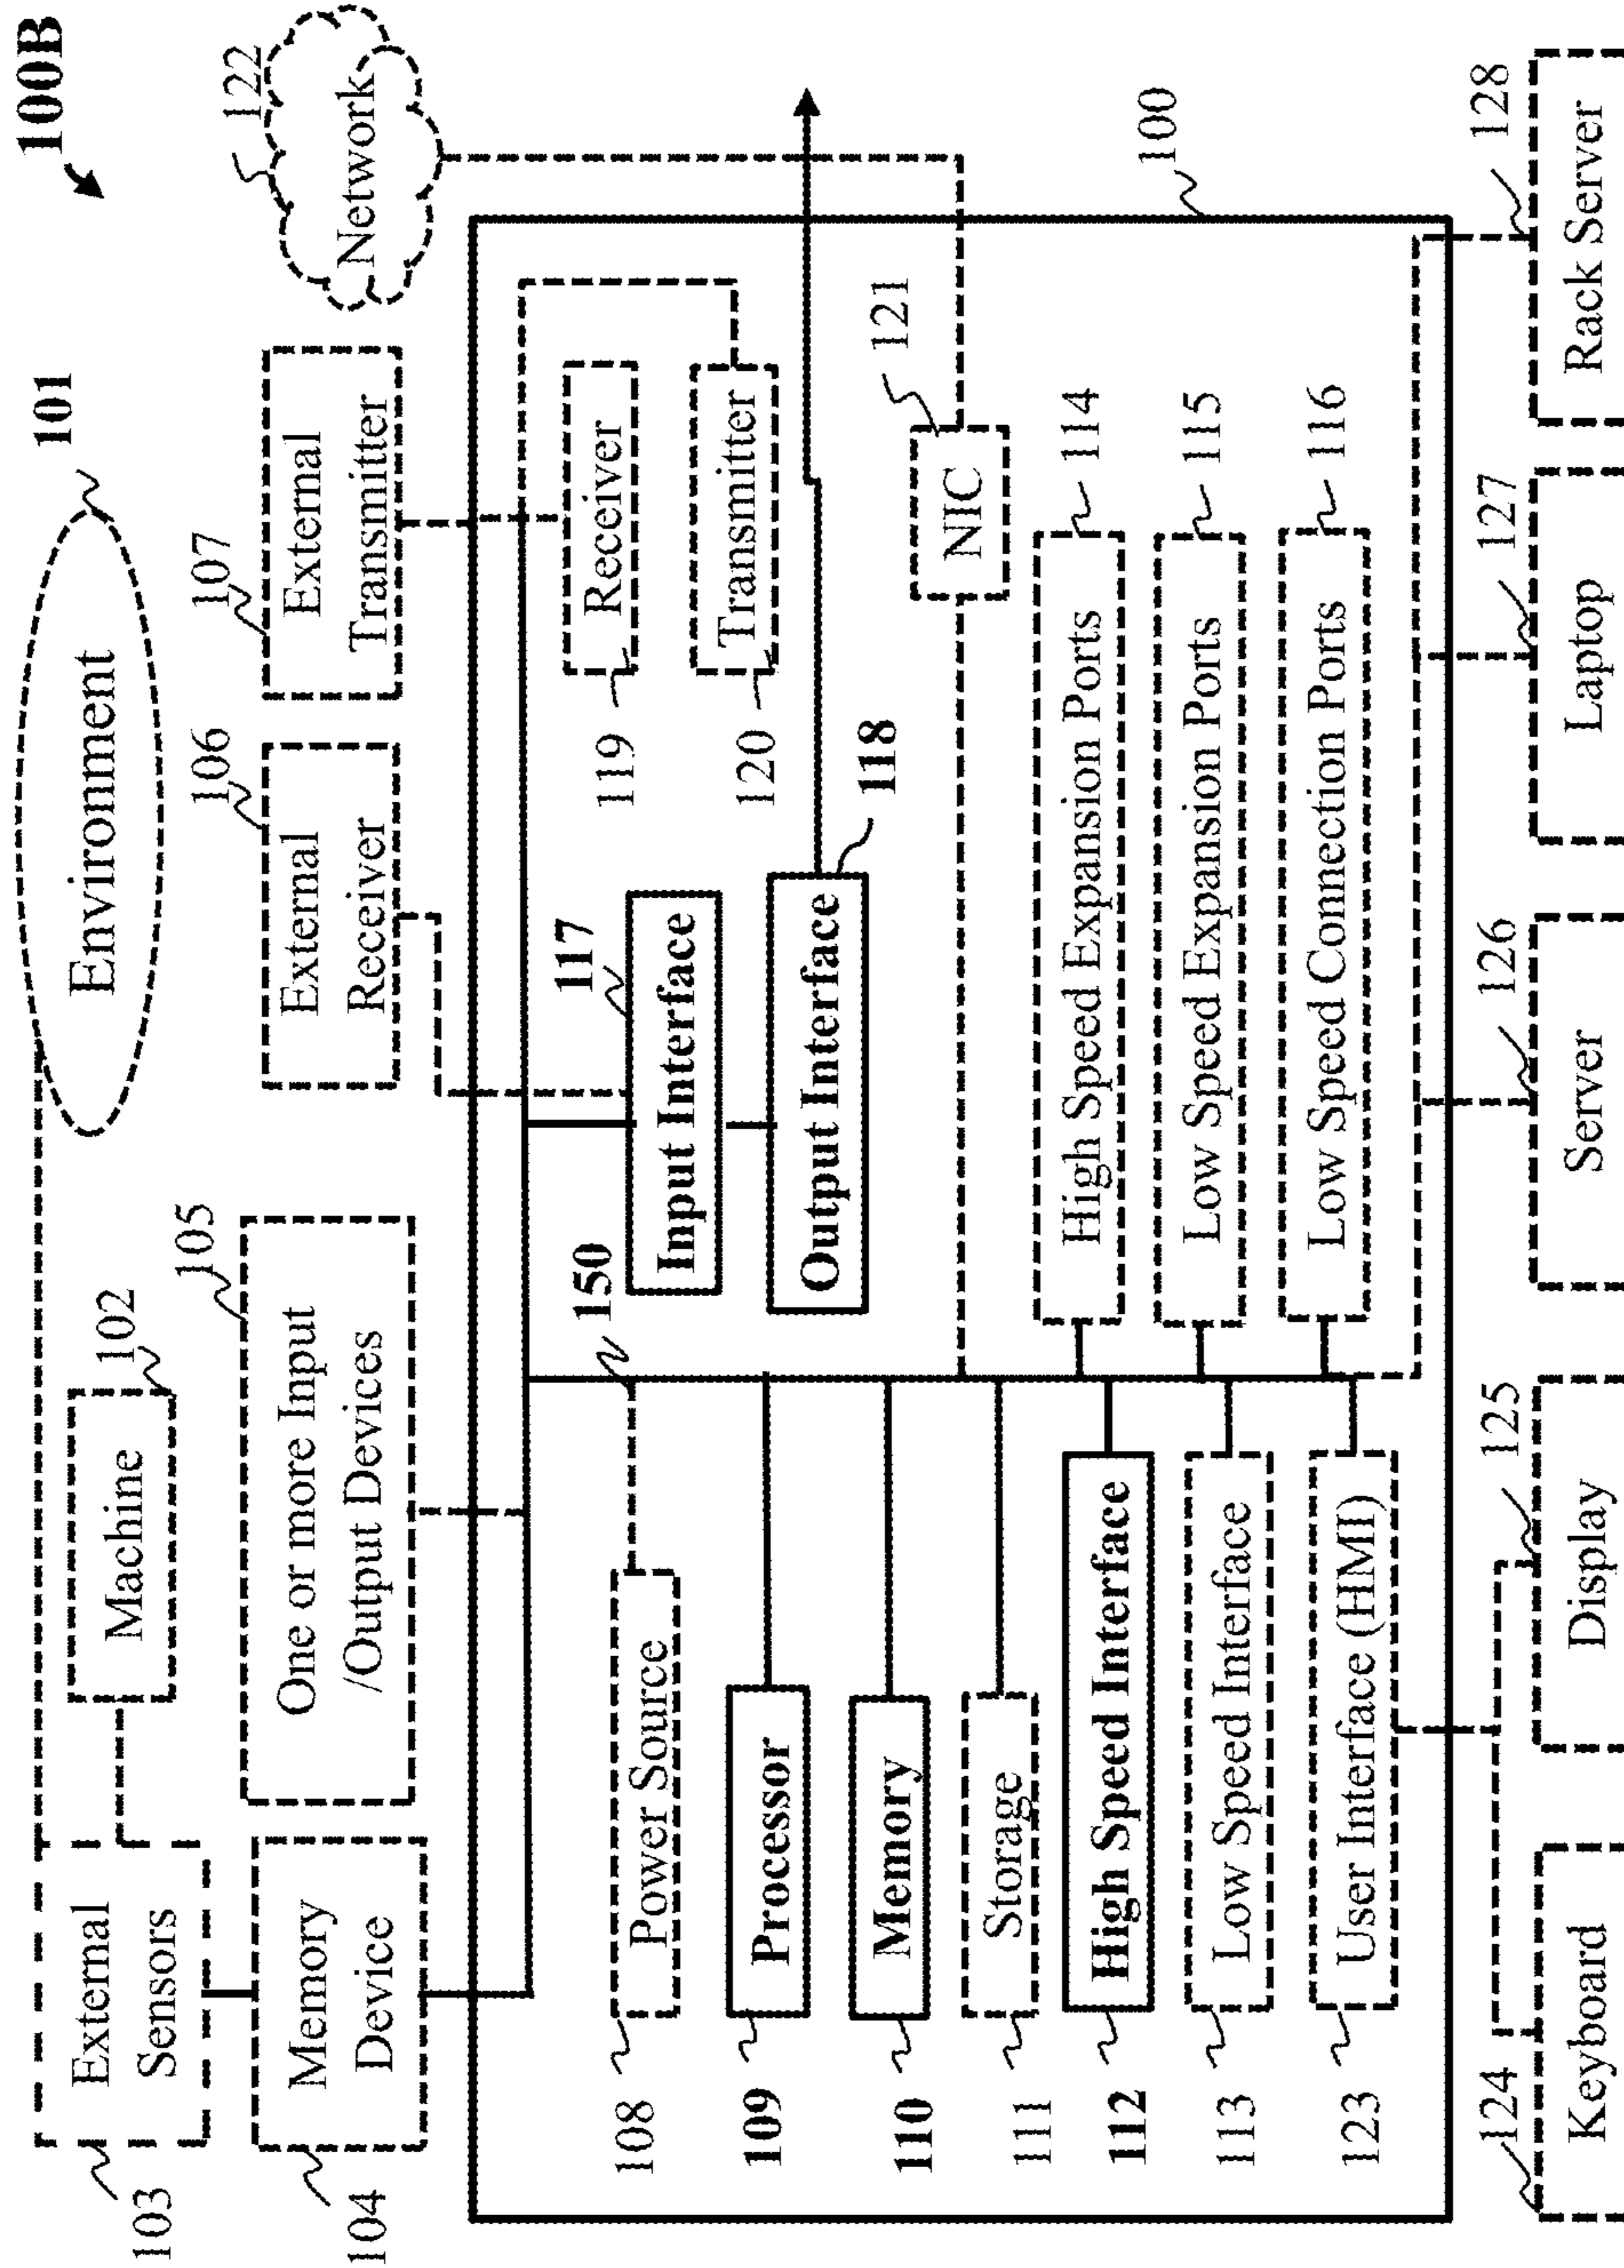 100B
101
Environment
Machine
102
External
Sensors
103
Memory
Device
104
One or more Input
/Output Devices
105
106
External
Receiver
107
External
Transmitter
122
Network
150
117
Input Interface
Output Interface
118
119
Receiver
120
Transmitter
NIC
121
100
108
Power Source
109
Processor
110
Memory
111
Storage
112
High Speed Interface
113
Low Speed Interface
123
User Interface (HMI)
High Speed Expansion Ports
114
Low Speed Expansion Ports
115
Low Speed Connection Ports
116
124
Keyboard
125
Display
126
Server
127
Laptop
128
Rack Server